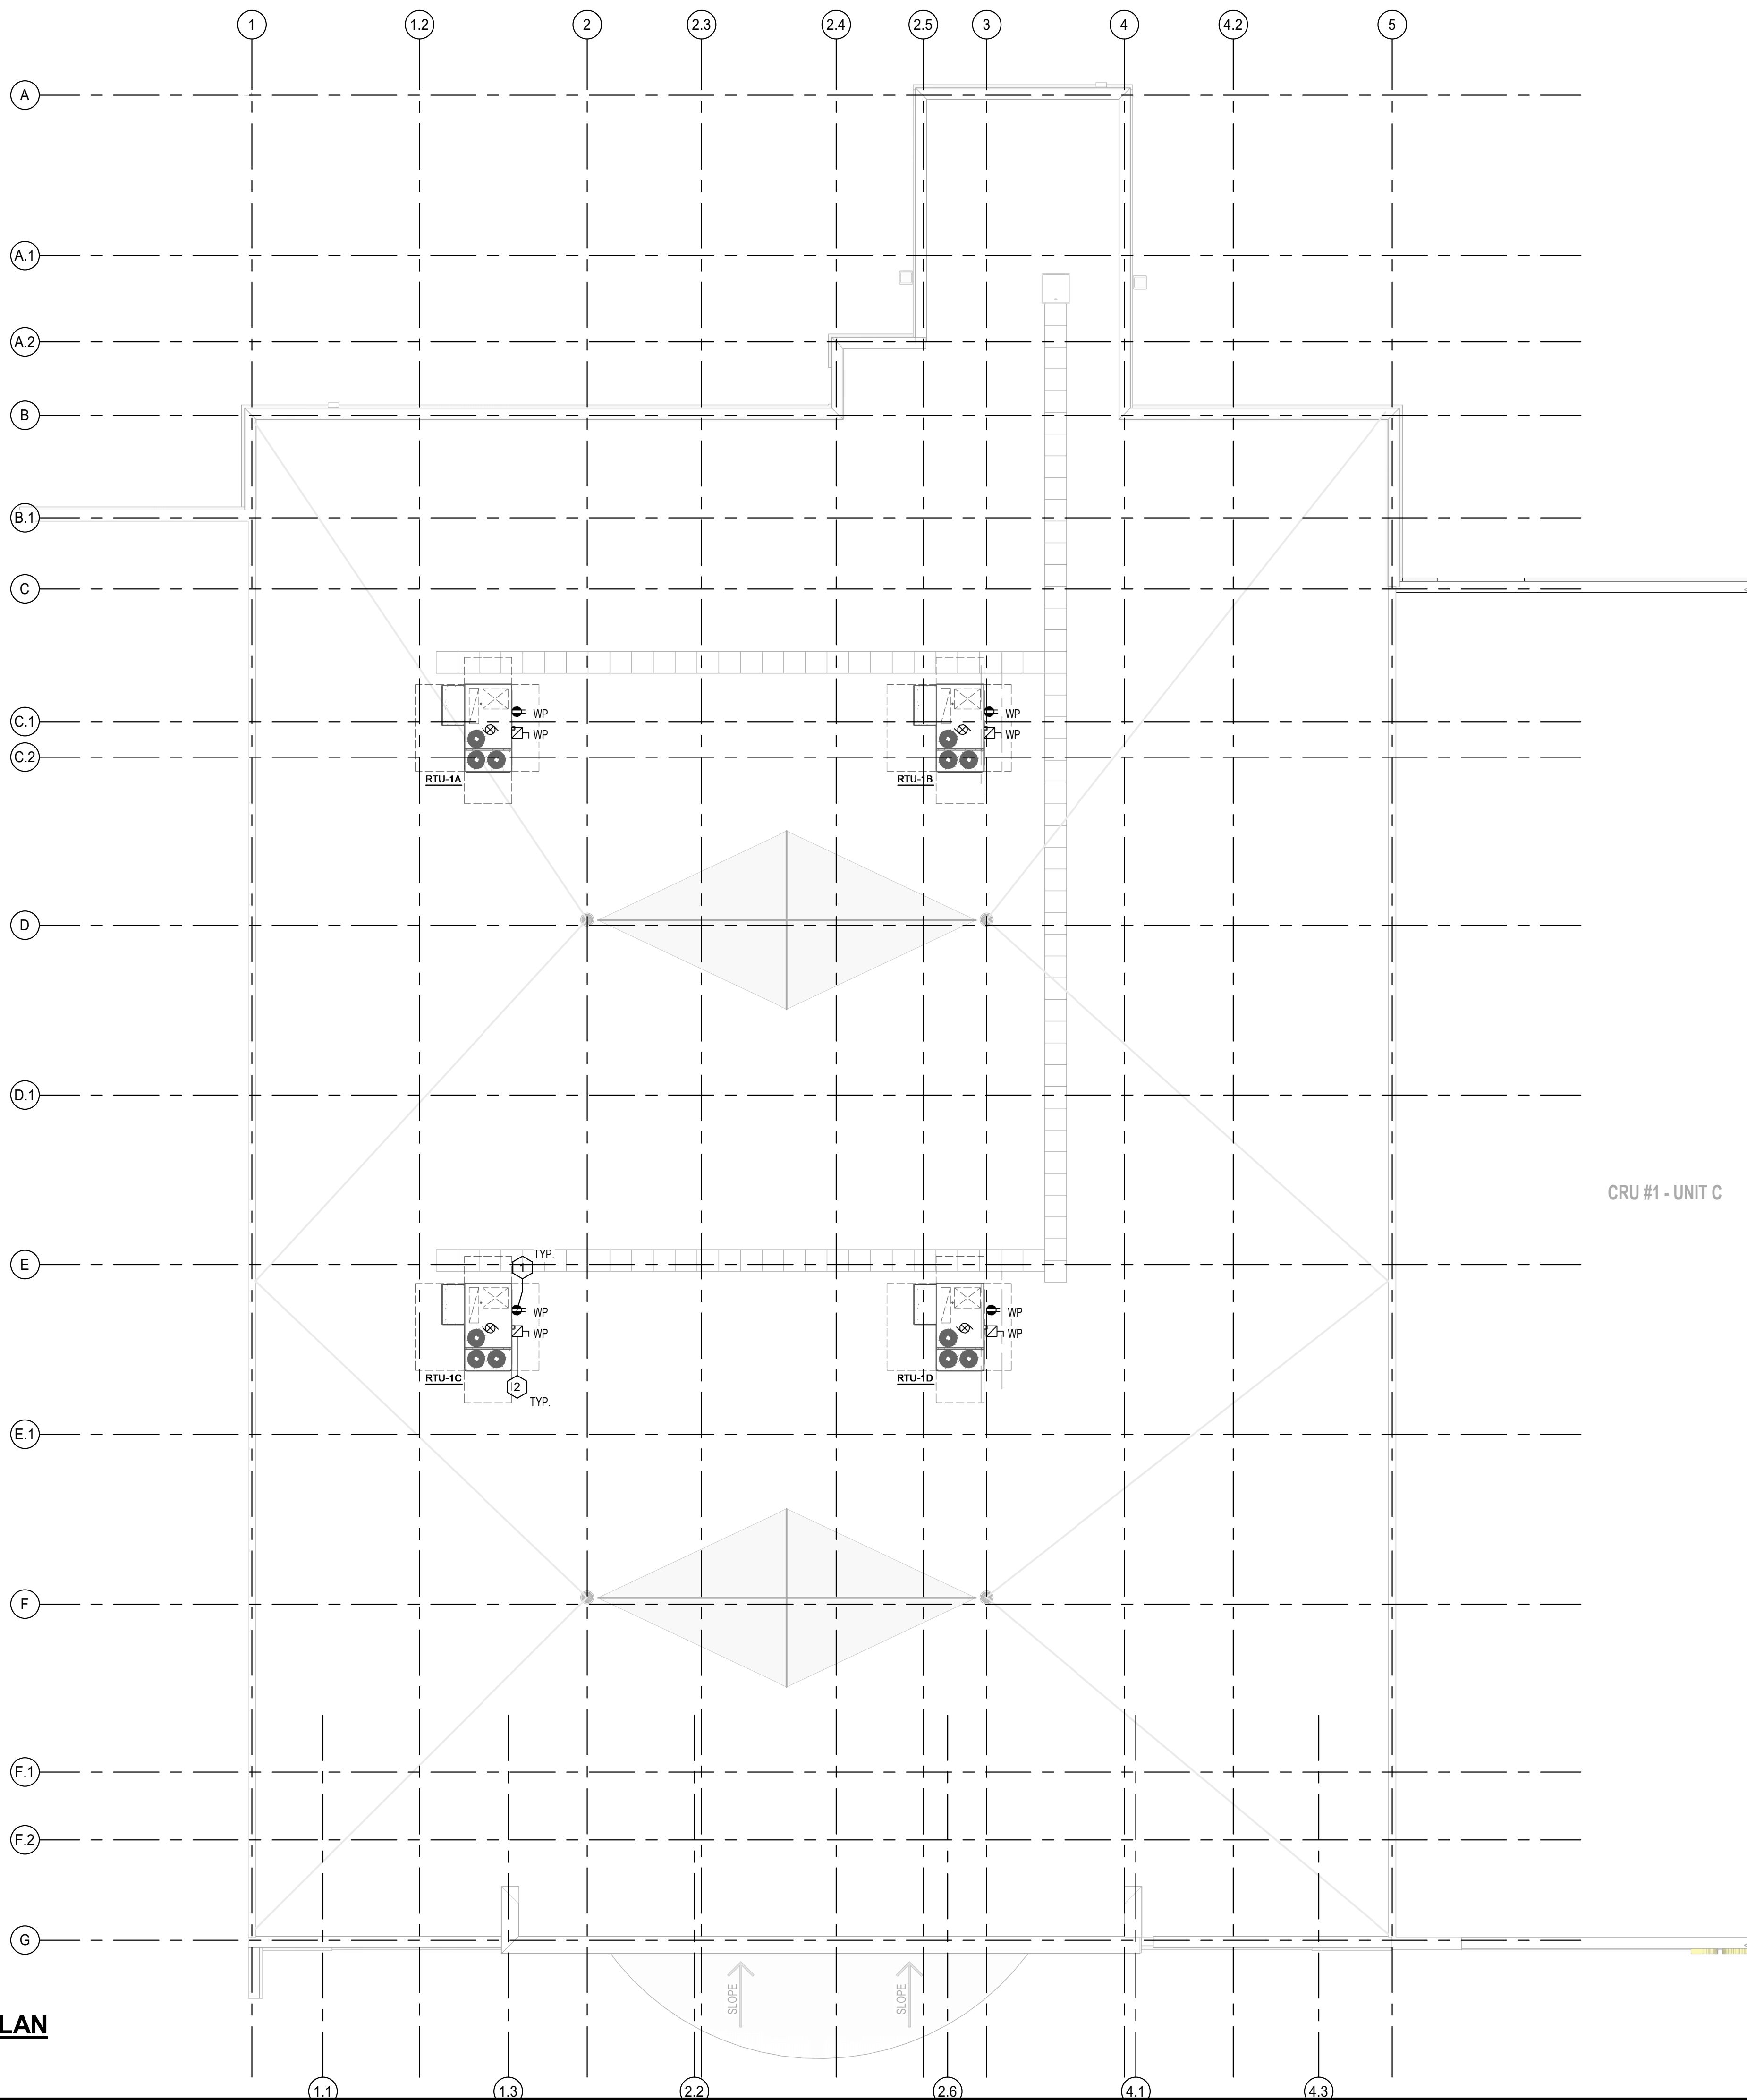 1 1.2 2 2.3 2.4 2.5 3 4 4.2 5
A
A.1
A.2
B
B.1
C
C.1
WP WP
WP WP
C.2
RTU-1A RTU-1B
D
D.1
CRU #1 - UNIT C
TYP.
E
1
WP WP
WP WP
RTU-1C RTU-1D
2
TYP.
E.1
F
F.1
F.2
G
SLOPE SLOPE
LAN
1.1 1.3 2.2 2.6 4.1 4.3